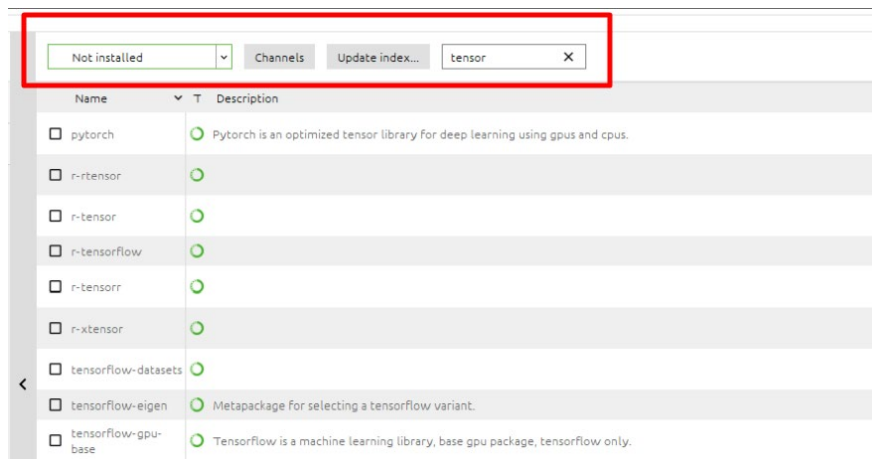 Not installed Channels Update index... tensor
Name T Description
pytorch Pytorch is an optimized tensor library for deep learning using gpus and cpus.
r-rtensor
r-tensor
r-tensorflow
r-tensorr
r-xtensor
tensorflow-datasets
tensorflow-eigen Metapackage for selecting a tensorflow variant.
tensorflow-gpu-
base Tensorflow is a machine learning library, base gpu package, tensorflow only.